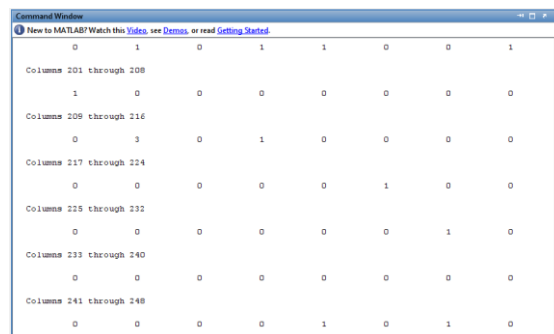 Command Window
New to MATLAB? Watch this Video, see Demos, or read Getting Started.
0 1 0 1 1 0 0 1
Columns 201 through 208
1 0 0 0 0 0 0 0
Columns 209 through 216
0 3 0 1 0 0 0 0
Columns 217 through 224
0 0 0 0 0 1 0 0
Columns 225 through 232
0 0 0 0 0 0 1 0
Columns 233 through 240
0 0 0 0 0 0 0 0
Columns 241 through 248
0 0 0 0 1 0 1 0